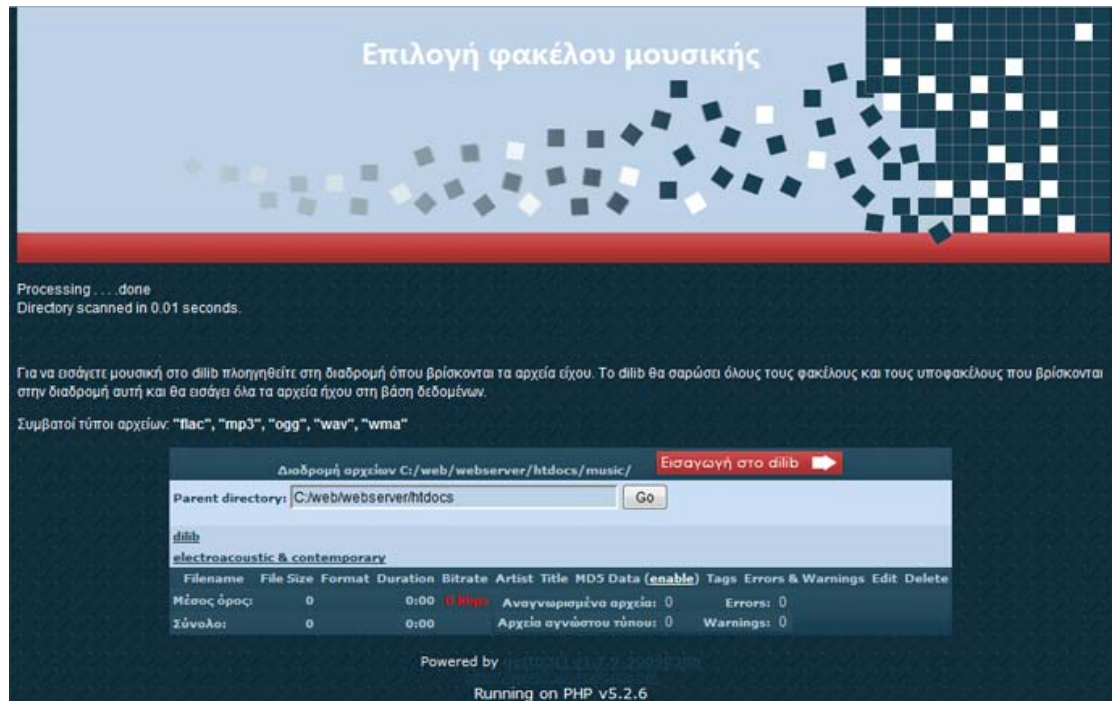 Επιλογή φακέλου μουσικής
Processing . . . . done
Directory scanned in 0.01 seconds.
Για να εισάγετε μουσική στο dilib πλοηγηθείτε στη διαδρομή όπου βρίσκονται τα αρχεία είχου. Το dilib θα σαρώσει όλους τους φακέλους και τους υποφακέλους που βρίσκονται
στην διαδρομή αυτή και θα εισάγει όλα τα αρχεία ήχου στη βάση δεδομένων.
Συμβατοί τύποι αρχείων: "flac", "mp3", "ogg", "wav", "wma"
Διαδρομή αρχείων C:/web/webserver/htdocs/music/ Εισαγωγή στο dilib
Parent directory: C:/web/webserver/htdocs Go
dilib
electroacoustic & contemporary
Filename File Size Format Duration Bitrate Artist Title MD5 Data (enable) Tags Errors & Warnings Edit Delete
Μέσος όρος: 0 0:00 0 kbps Αναγνωρισμένα αρχεία: 0 Errors: 0
Σύνολο: 0 0:00 Αρχεία αγνώστου τύπου: 0 Warnings: 0
Powered by
Running on PHP v5.2.6